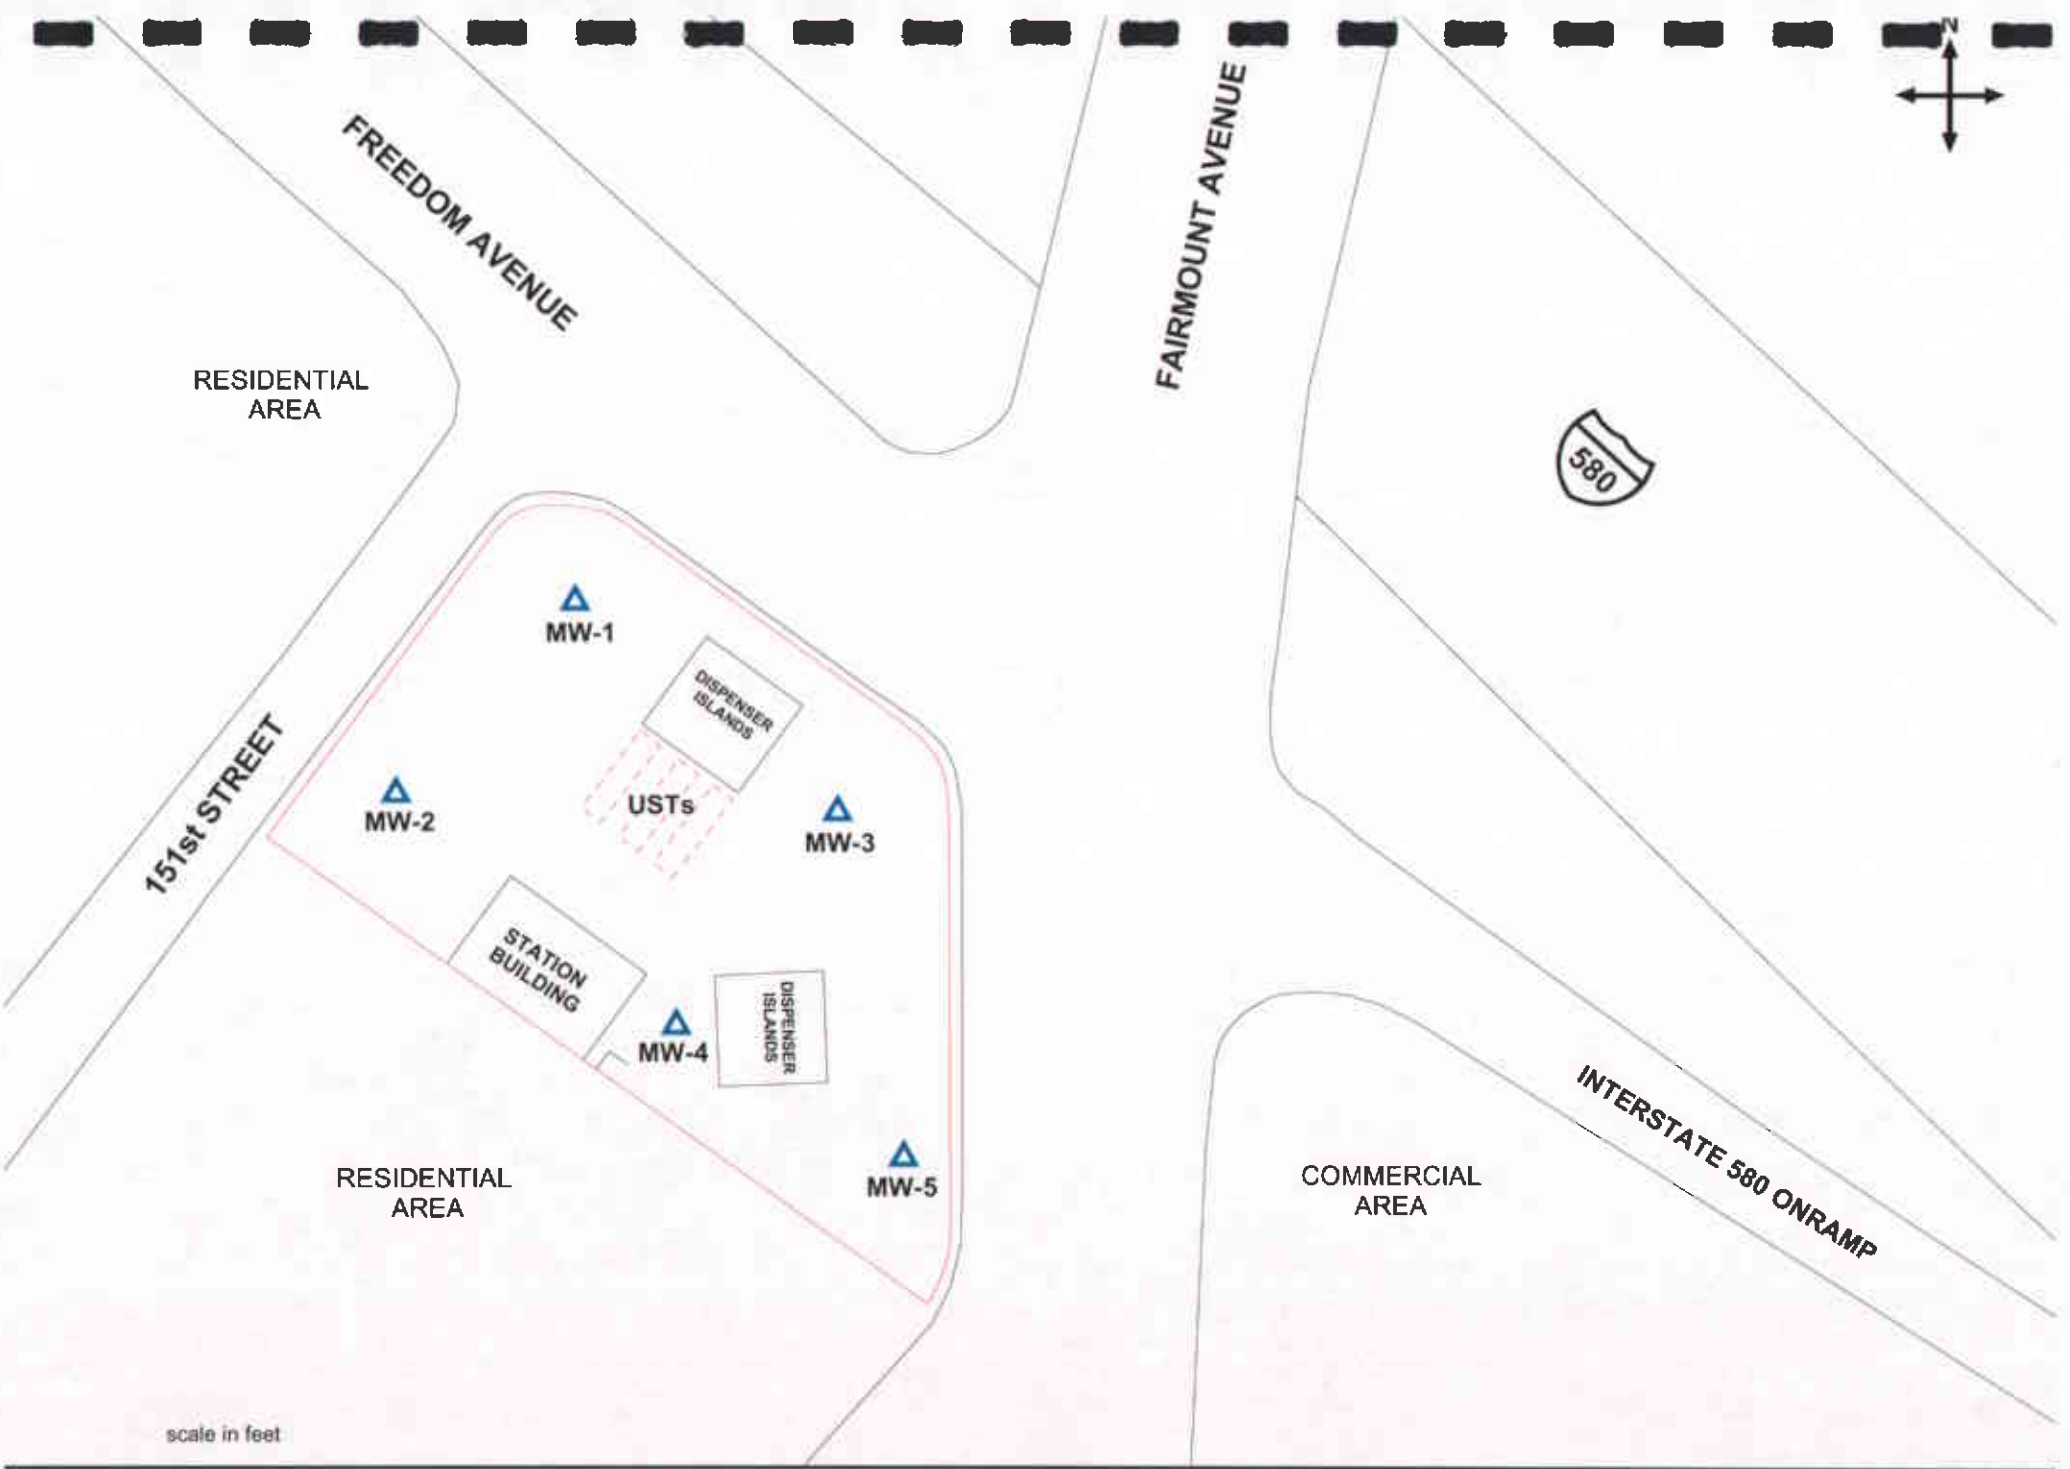 N
FREEDOM AVENUE
FAIRMOUNT AVENUE
RESIDENTIAL
AREA
580
MW-1
DISPENSER
ISLANDS
151st STREET
MW-2
USTs
MW-3
STATION
BUILDING
MW-4
DISPENSER
ISLANDS
MW-5
RESIDENTIAL
AREA
COMMERCIAL
AREA
INTERSTATE 580 ONRAMP
scale in feet